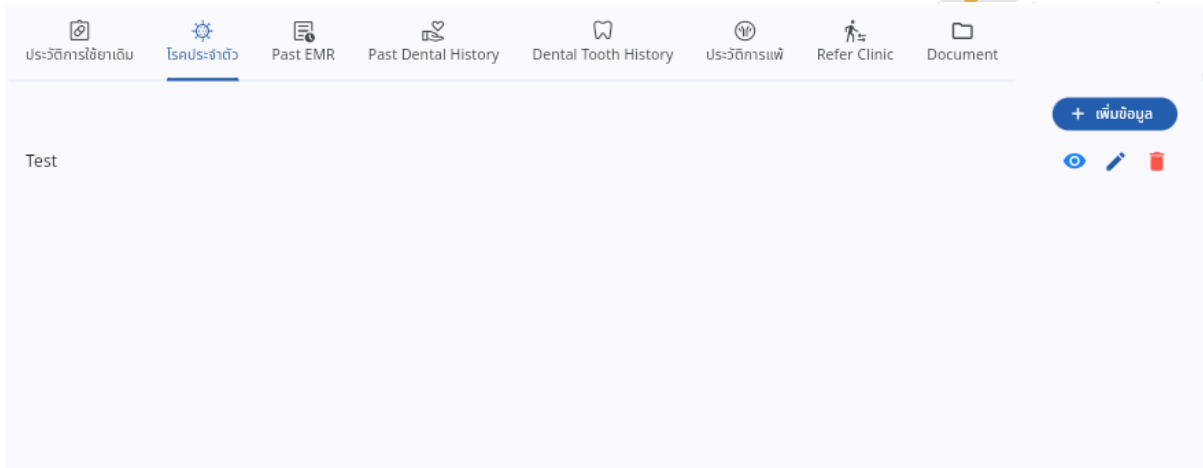 ประวัติการใช้ยาเดิม
โรคประจำตัว
Past EMR
Past Dental History
Dental Tooth History
ประวัติการแพ้
Refer Clinic
Document
+ เพิ่มข้อมูล
Test